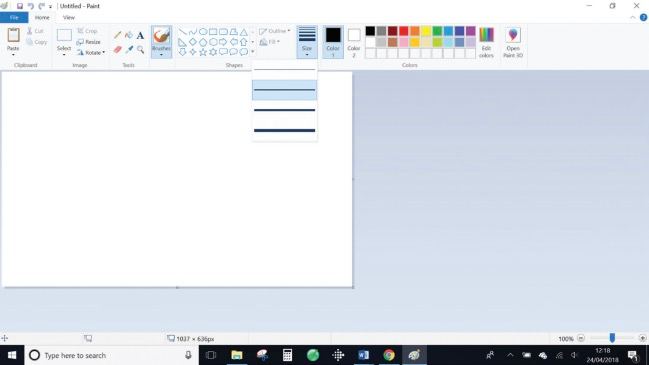 Untitled - Paint
File Home View
Paste
Cut
Copy
Clipboard
Select
Crop
Resize
Rotate
Image
A
Tools
Brushes
Shapes
Outline
Fill
Size
Color
1
Color
2
Colors
Edit
colors
Open
Paint 3D
1037 × 636px
100%
Type here to search
12:18
24/04/2018